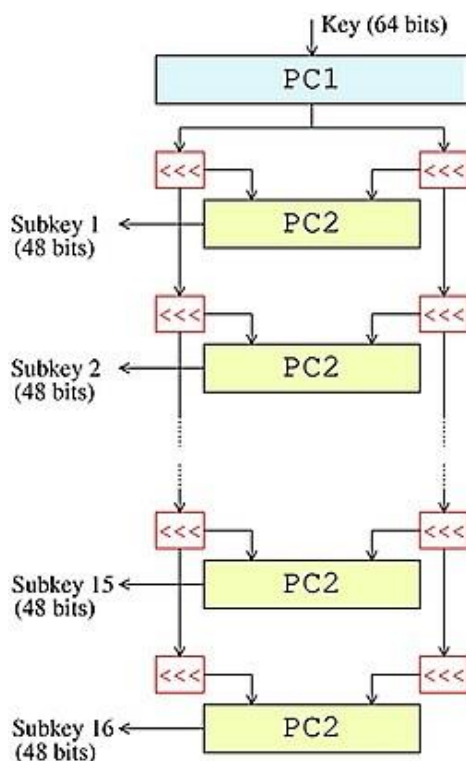 Key (64 bits)
PC1
<<< <<<
PC2
Subkey 1
(48 bits)
<<< <<<
PC2
Subkey 2
(48 bits)
<<< <<<
PC2
Subkey 15
(48 bits)
<<< <<<
PC2
Subkey 16
(48 bits)